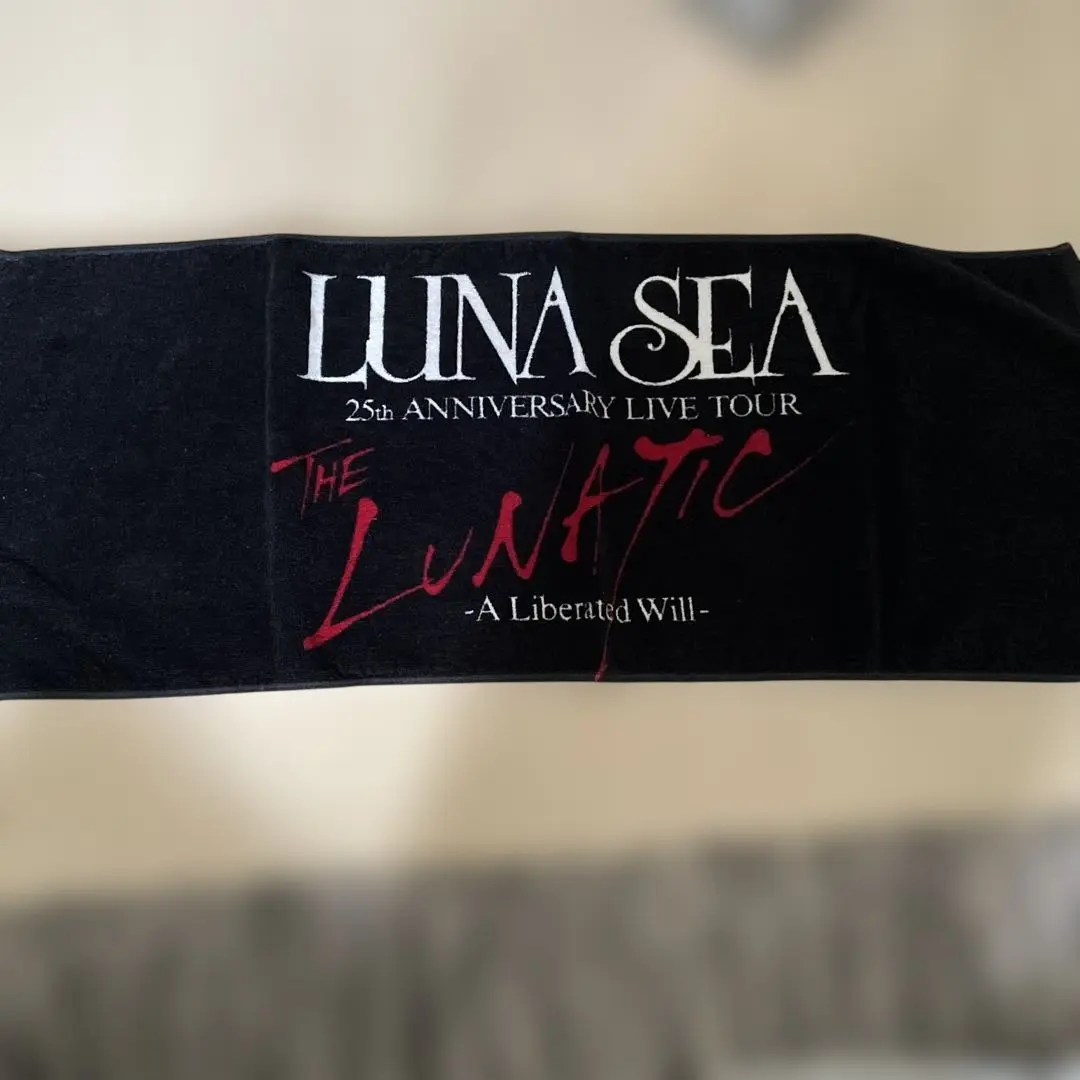 LUNA SEA
25th ANNIVERSARY LIVE TOUR
THE
LUNATIC
-A Liberated Will-